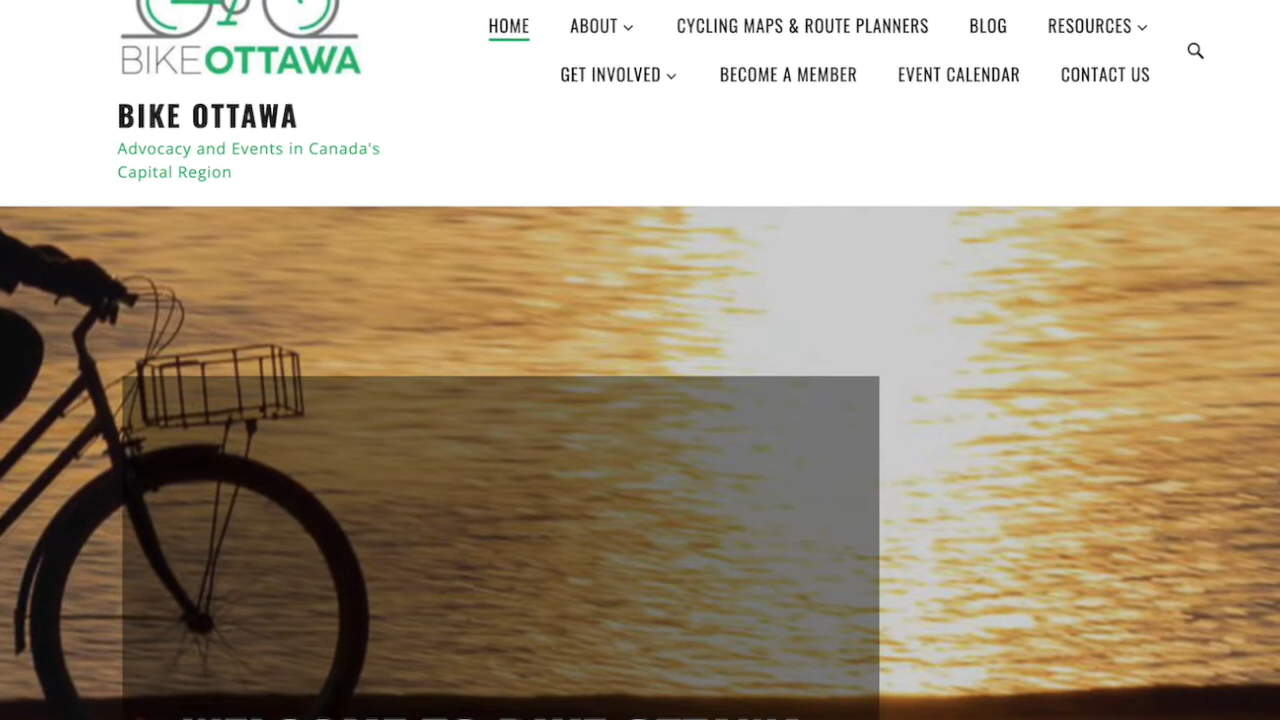 BIKEOTTAWA
HOME ABOUT CYCLING MAPS & ROUTE PLANNERS BLOG RESOURCES
GET INVOLVED BECOME A MEMBER EVENT CALENDAR CONTACT US
BIKE OTTAWA
Advocacy and Events in Canada's
Capital Region